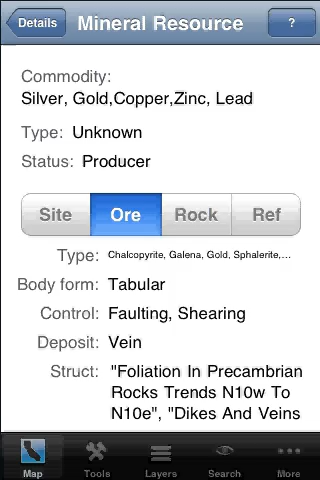 Details Mineral Resource ?
Commodity:
Silver, Gold,Copper,Zinc, Lead
Type: Unknown
Status: Producer
Site Ore Rock Ref
Type: Chalcopyrite, Galena, Gold, Sphalerite,...
Body form: Tabular
Control: Faulting, Shearing
Deposit: Vein
Struct: "Foliation In Precambrian
Rocks Trends N10w To
N10e", "Dikes And Veins
Map Tools Layers Search More